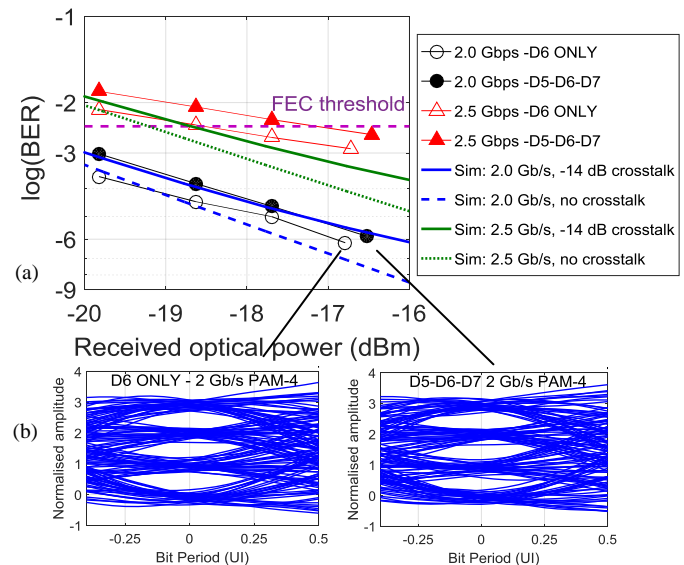 -1
-2
-3
-6
-9
log(BER)
FEC threshold
(a)
-20
-19
-18
-17
-16
Received optical power (dBm)
2.0 Gbps -D6 ONLY
2.0 Gbps -D5-D6-D7
2.5 Gbps -D6 ONLY
2.5 Gbps -D5-D6-D7
Sim: 2.0 Gb/s, -14 dB crosstalk
Sim: 2.0 Gb/s, no crosstalk
Sim: 2.5 Gb/s, -14 dB crosstalk
Sim: 2.5 Gb/s, no crosstalk
(b)
D6 ONLY - 2 Gb/s PAM-4
4
3
2
1
0
-1
Normalised amplitude
-0.25
0
0.25
0.5
Bit Period (UI)
D5-D6-D7 2 Gb/s PAM-4
4
3
2
1
0
-1
Normalised amplitude
-0.25
0
0.25
0.5
Bit Period (UI)